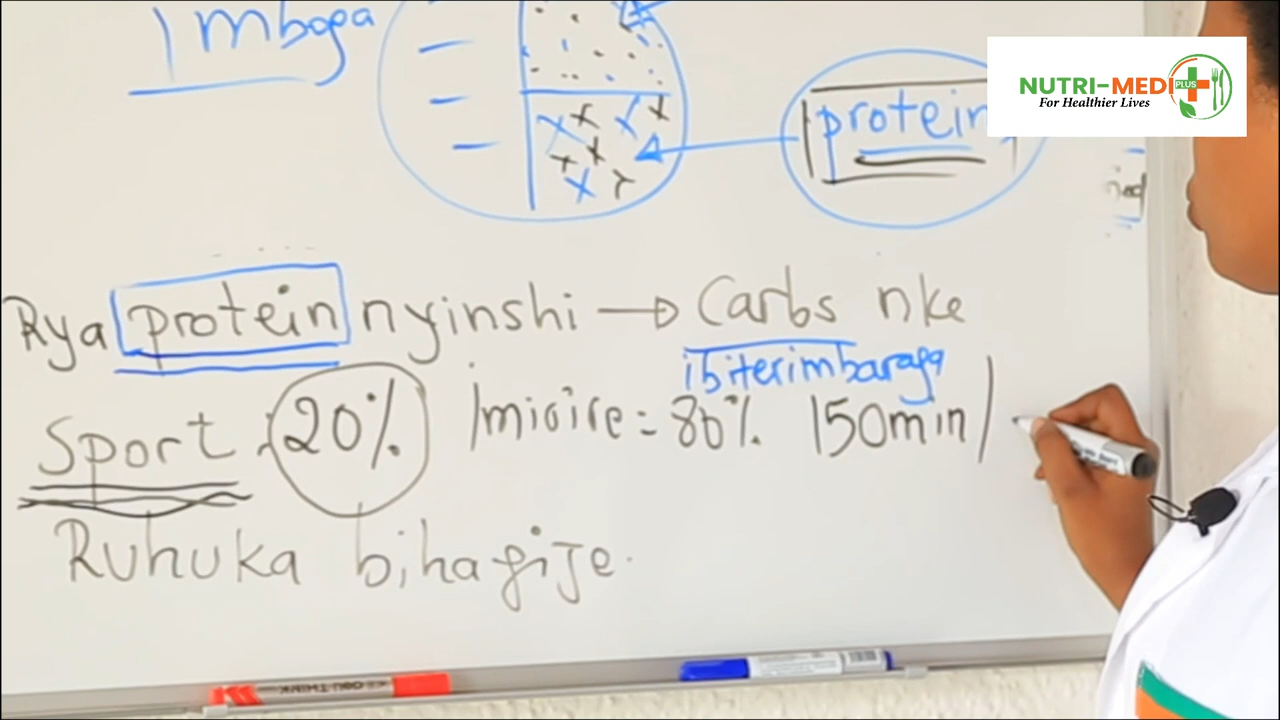 Imboga
protein
NUTRI-MEDI PLUS
For Healthier Lives
Rya protein nyinshi → Carbs nke
ibiterimbaraga
Sport : 20% Imirire = 80% 150min/
Ruhuka bihagije.